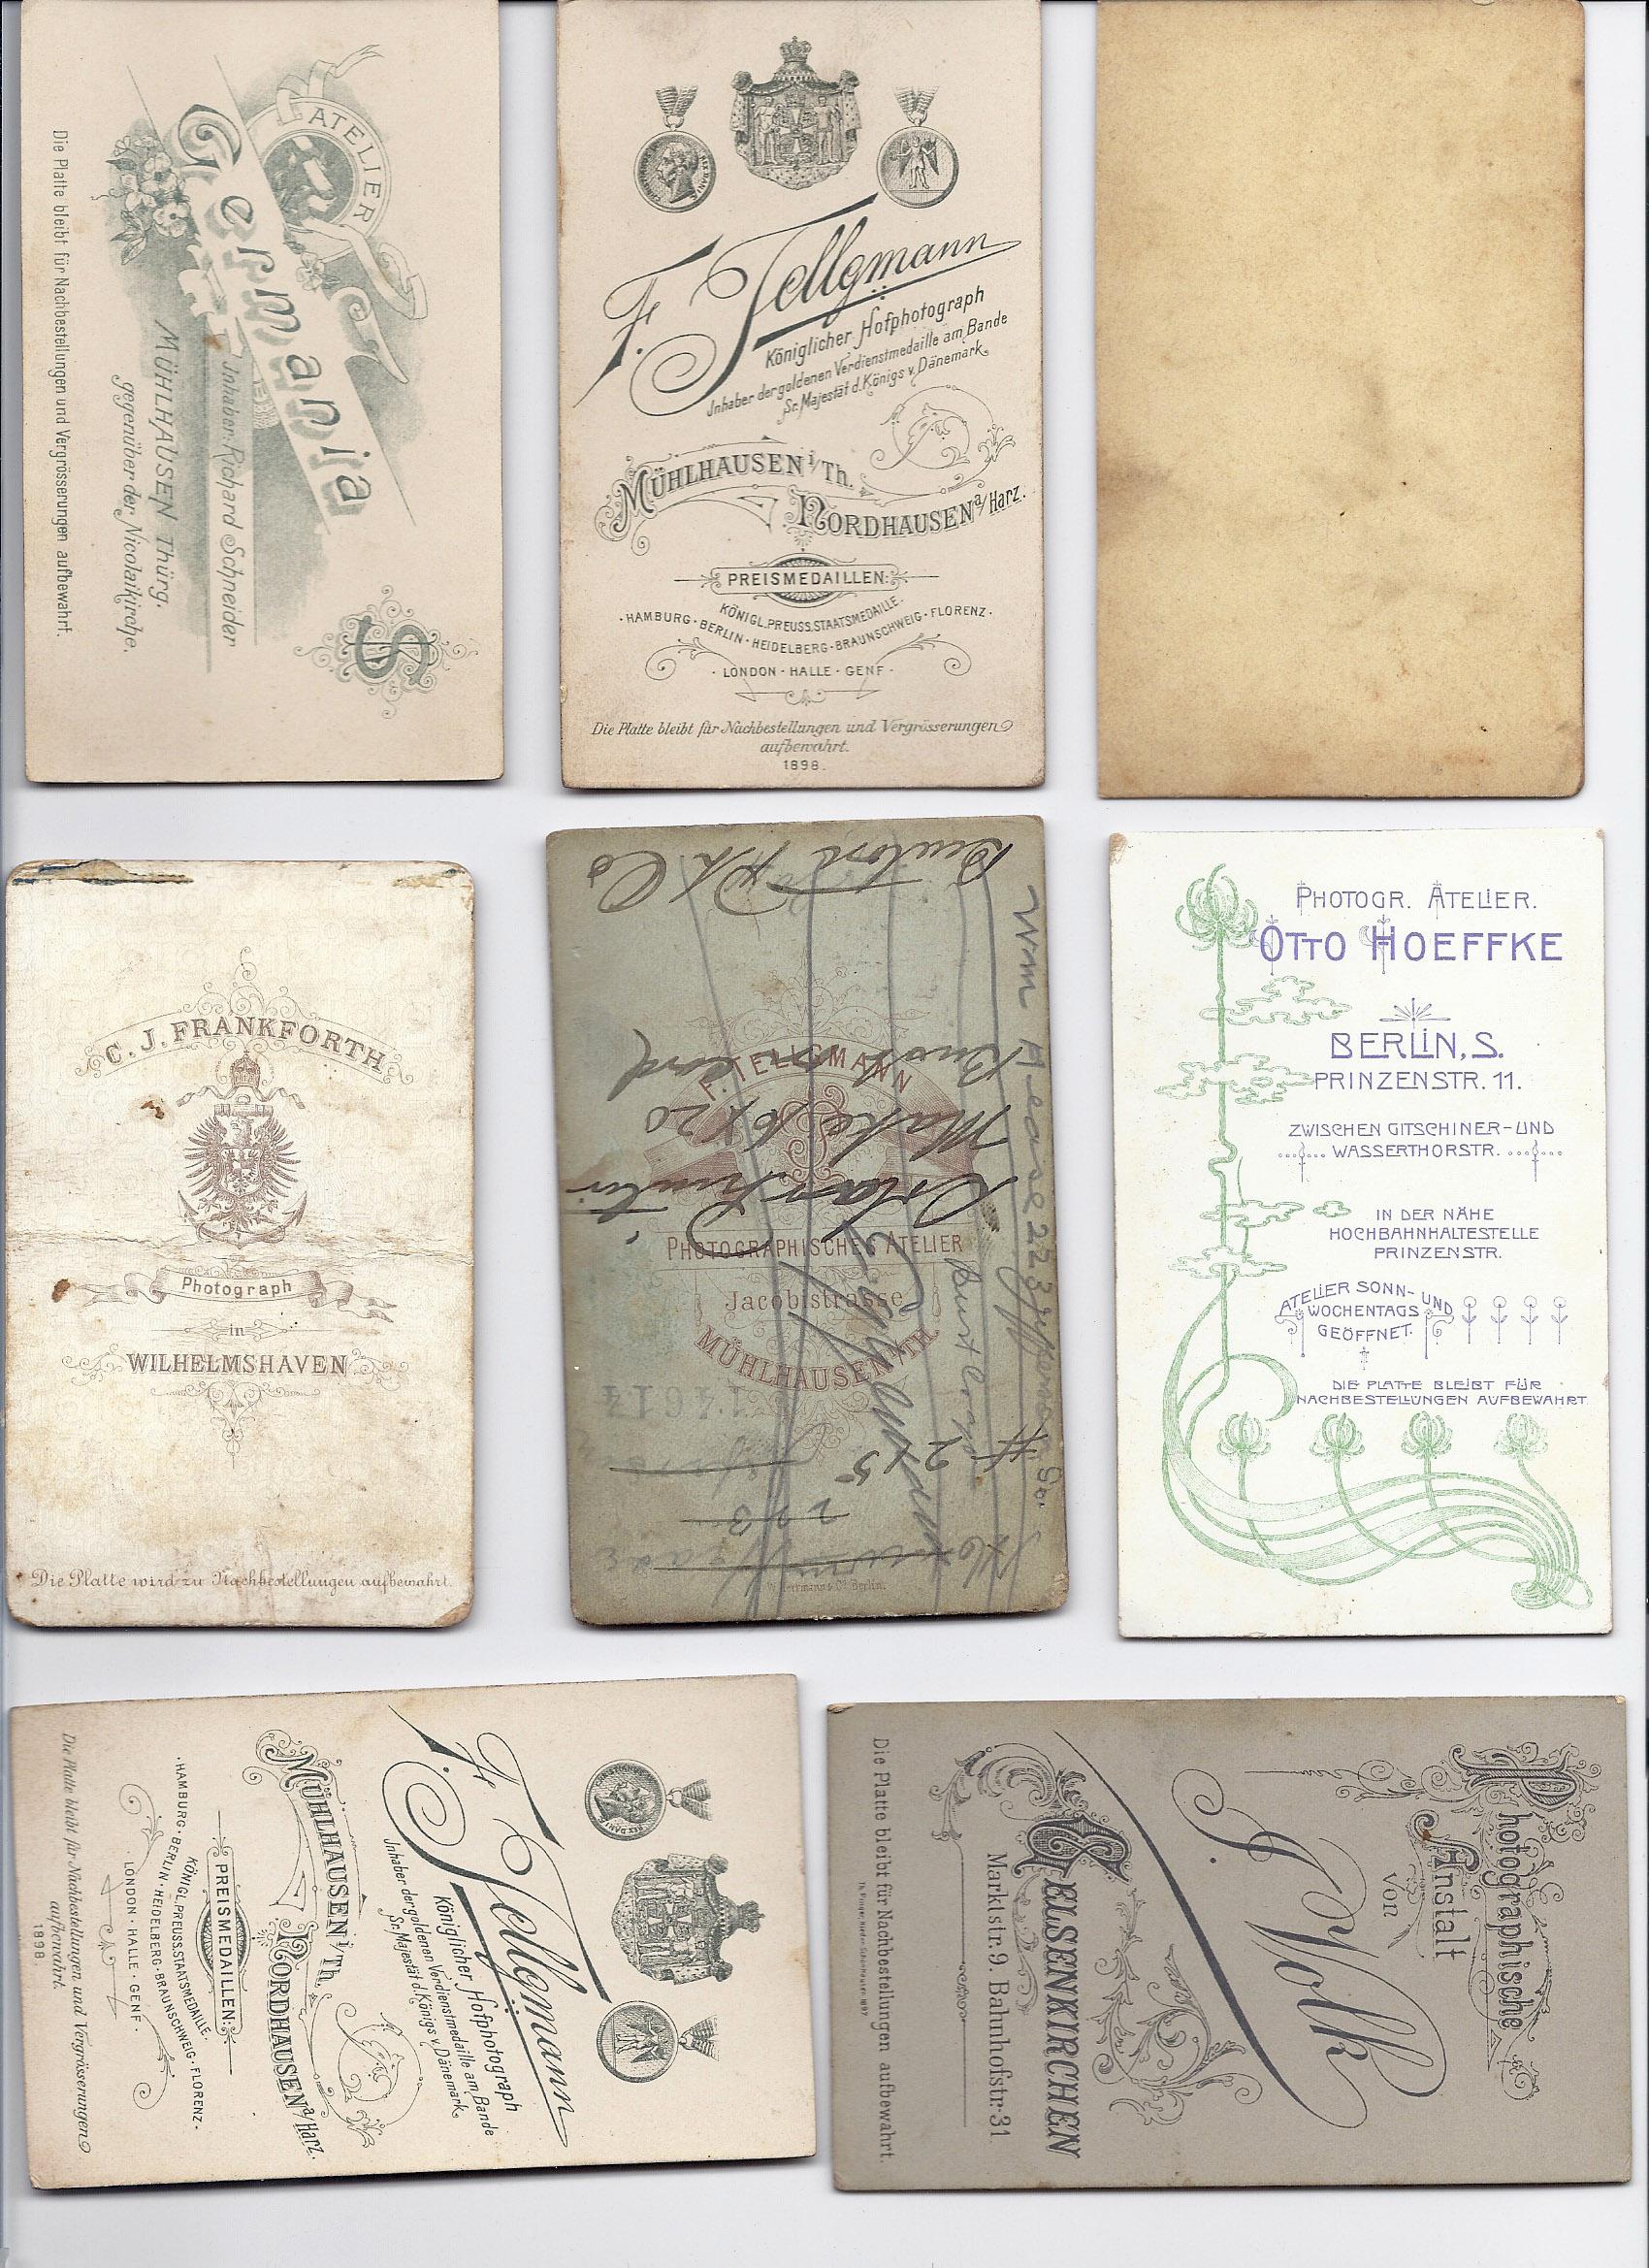 ATELIER
Germania
Inhaber: Richard Schneider
MÜHLHAUSEN Thürg.
gegenüber der Nicolaikirche.
Die Platte bleibt für Nachbestellungen und Vergrösserungen aufbewahrt.
S
F. Tellgmann
Königlicher Hofphotograph
Inhaber der goldenen Verdienstmedaille am Bande
Sr. Majestät d. Königs v. Dänemark.
MÜHLHAUSEN i/Th.
NORDHAUSEN a/Harz.
PREISMEDAILLEN:
KÖNIGL. PREUSS. STAATSMEDAILLE.
·HAMBURG·BERLIN·HEIDELBERG·BRAUNSCHWEIG·FLORENZ·
·LONDON·HALLE·GENF·
Die Platte bleibt für Nachbestellungen und Vergrösserungen
aufbewahrt.
1898.
C. J. FRANKFORTH
Photograph
in
WILHELMSHAVEN
Die Platte wird zu Nachbestellungen aufbewahrt.
F. TELLGMANN
PHOTOGRAPHISCHES ATELIER
Jacobistrasse
MÜHLHAUSEN i/TH.
Make 16 x 20
Bust
# 2
PHOTOGR. ATELIER.
OTTO HOEFFKE
BERLIN, S.
PRINZENSTR. 11.
ZWISCHEN GITSCHINER-UND
WASSERTHORSTR.
IN DER NÄHE
HOCHBAHNHALTESTELLE
PRINZENSTR.
ATELIER SONN- UND
WOCHENTAGS
GEÖFFNET.
DIE PLATTE BLEIBT FÜR
NACHBESTELLUNGEN AUFBEWAHRT
F. Tellgmann
Königlicher Hofphotograph
Inhaber der goldenen Verdienstmedaille am Bande
Sr. Majestät d. Königs v. Dänemark.
MÜHLHAUSEN i/Th.
NORDHAUSEN a/Harz.
PREISMEDAILLEN:
KÖNIGL. PREUSS. STAATSMEDAILLE.
·HAMBURG·BERLIN·HEIDELBERG·BRAUNSCHWEIG·FLORENZ·
·LONDON·HALLE·GENF·
Die Platte bleibt für Nachbestellungen und Vergrösserungen
aufbewahrt.
1898
Photographische
Anstalt
von
J. Volk
GELSENKIRCHEN
Marktstr. 9. Bahnhofstr. 31
Die Platte bleibt für Nachbestellungen aufbewahrt.